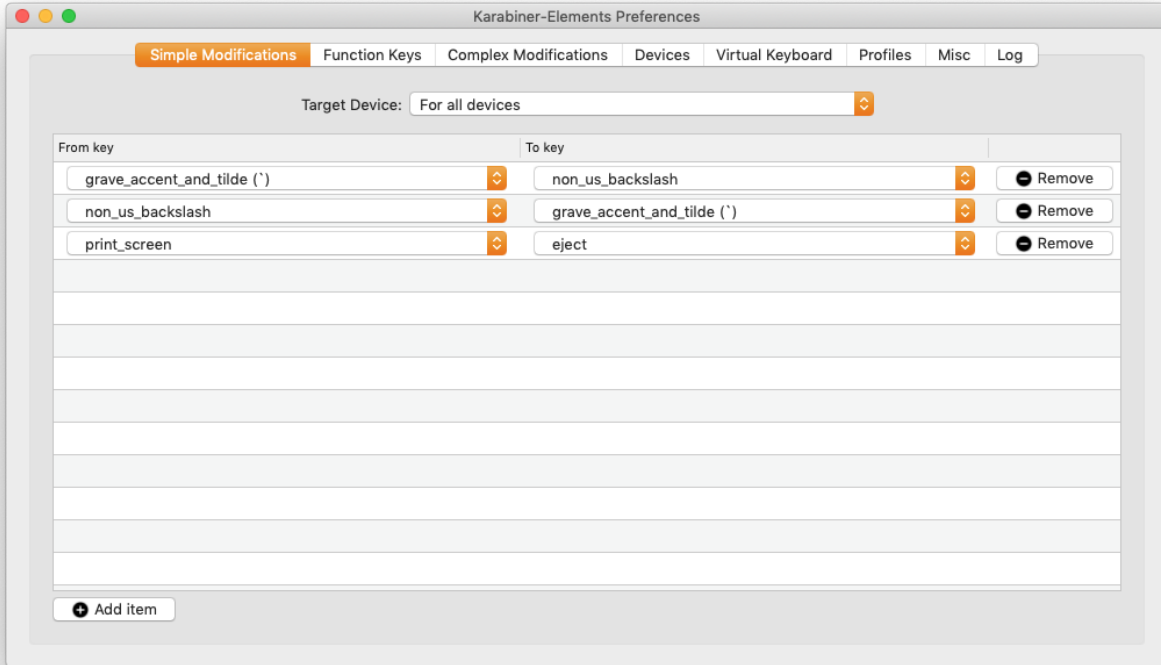 Karabiner-Elements Preferences
Simple Modifications Function Keys Complex Modifications Devices Virtual Keyboard Profiles Misc Log
Target Device: For all devices
From key To key
grave_accent_and_tilde (`) non_us_backslash Remove
non_us_backslash grave_accent_and_tilde (`) Remove
print_screen eject Remove
Add item